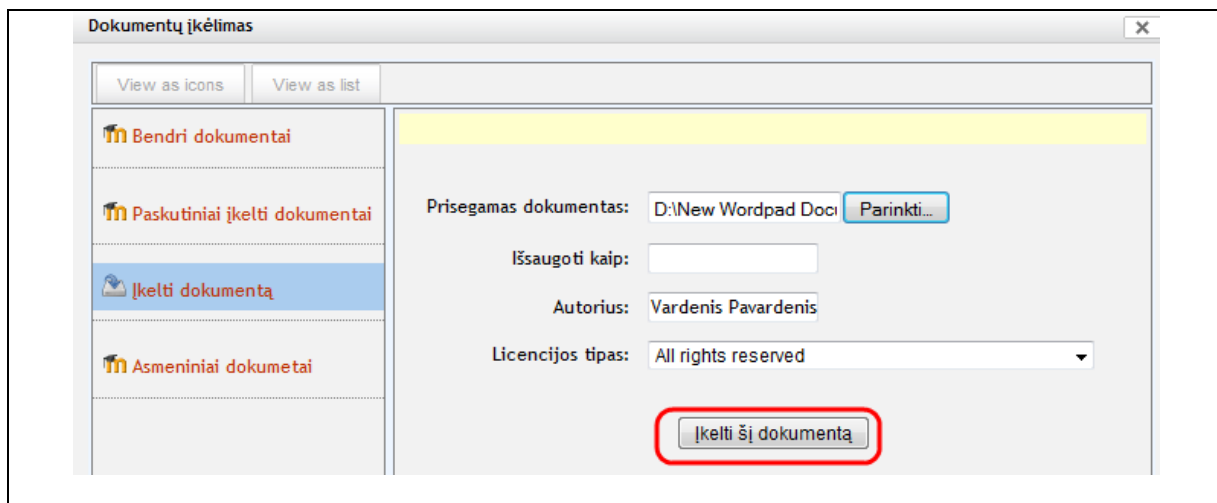 Dokumentų įkėlimas
View as icons View as list
Bendri dokumentai
Paskutiniai įkelti dokumentai
Įkelti dokumentą
Asmeniniai dokumetai
Prisegamas dokumentas: D:\New Wordpad Docu Parinkti...
Išsaugoti kaip:
Autorius: Vardenis Pavardenis
Licencijos tipas: All rights reserved
Įkelti šį dokumentą